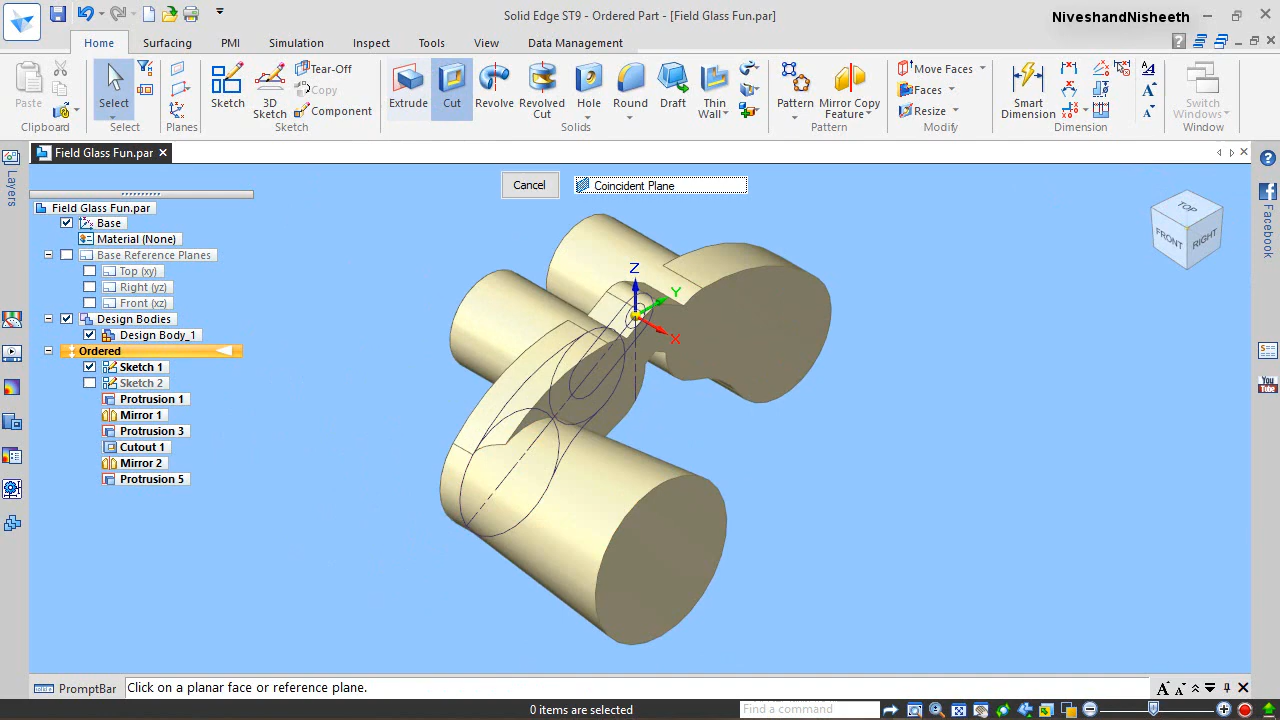 Solid Edge ST9 - Ordered Part - [Field Glass Fun.par]
NiveshandNisheeth
Home
Surfacing
PMI
Simulation
Inspect
Tools
View
Data Management
Paste
Clipboard
Select
Select
Planes
Sketch
3D
Sketch
Tear-Off
Copy
Component
Sketch
Extrude
Cut
Revolve
Revolved
Cut
Hole
Round
Draft
Thin
Wall
Solids
Pattern
Mirror Copy
Feature
Pattern
Move Faces
Faces
Resize
Modify
Smart
Dimension
Dimension
Switch
Windows
Window
Field Glass Fun.par
Layers
Cancel
Coincident Plane
Field Glass Fun.par
Base
Material (None)
Base Reference Planes
Top (xy)
Right (yz)
Front (xz)
Design Bodies
Design Body_1
Ordered
Sketch 1
Sketch 2
Protrusion 1
Mirror 1
Protrusion 3
Cutout 1
Mirror 2
Protrusion 5
Z
Y
X
TOP
FRONT
RIGHT
Facebook
You
Tube
PromptBar
Click on a planar face or reference plane.
0 items are selected
Find a command